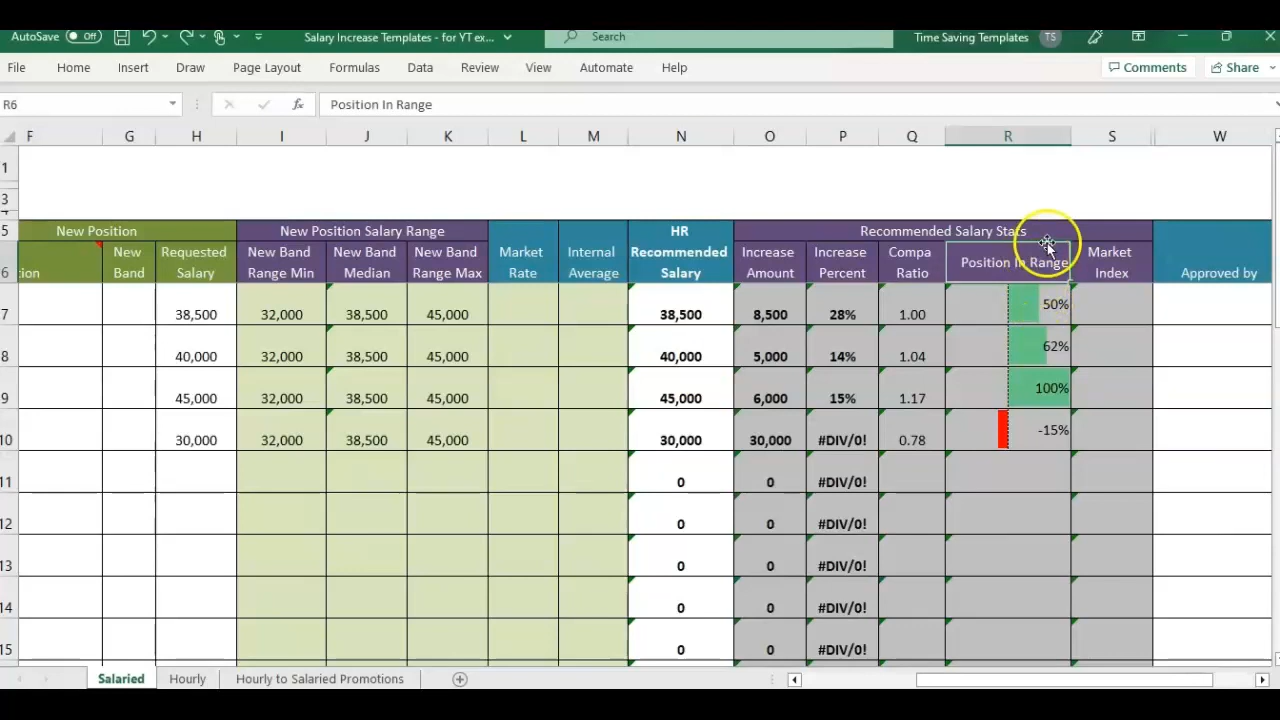 AutoSave Off Salary Increase Templates - for YT ex... Search Time Saving Templates TS
File Home Insert Draw Page Layout Formulas Data Review View Automate Help Comments Share
R6 fx Position In Range
F G H I J K L M N O P Q R S W
1
3
4
5 New Position New Position Salary Range HR Recommended Salary Stats
New Requested New Band New Band New Band Market Internal Recommended Increase Increase Compa Position In Range Market
6 tion Band Salary Range Min Median Range Max Rate Average Salary Amount Percent Ratio Index Approved by
7 38,500 32,000 38,500 45,000 38,500 8,500 28% 1.00 50%
8 40,000 32,000 38,500 45,000 40,000 5,000 14% 1.04 62%
9 45,000 32,000 38,500 45,000 45,000 6,000 15% 1.17 100%
10 30,000 32,000 38,500 45,000 30,000 30,000 #DIV/0! 0.78 -15%
11 0 0 #DIV/0!
12 0 0 #DIV/0!
13 0 0 #DIV/0!
14 0 0 #DIV/0!
15 0 0 #DIV/0!
Salaried Hourly Hourly to Salaried Promotions